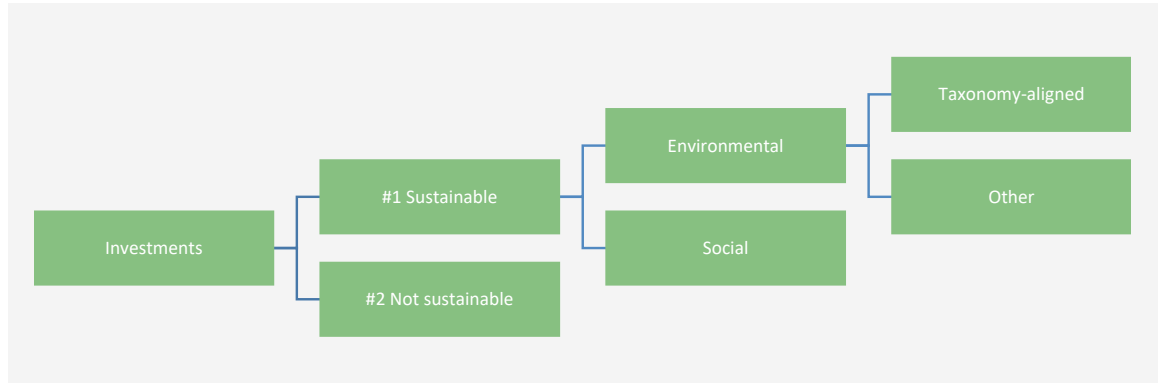 Investments
#1 Sustainable
#2 Not sustainable
Environmental
Social
Taxonomy-aligned
Other